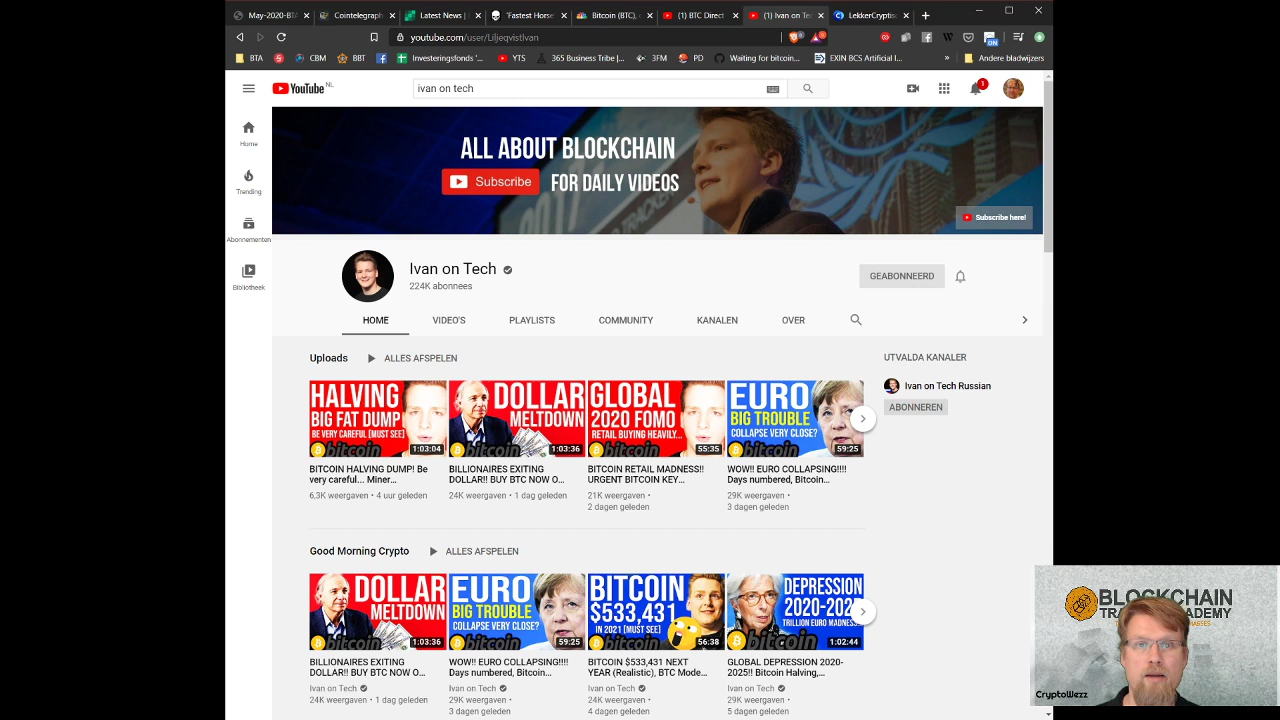 May-2020-BTA
Cointelegraph
Latest News |
'Fastest Horse
Bitcoin (BTC),
(1) BTC Direct
(1) Ivan on Tech
LekkerCryptisc
youtube.com/user/LiljeqvistIvan
BTA
CBM
BBT
Investeringsfonds '...
YTS
365 Business Tribe |...
3FM
PD
Waiting for bitcoin...
EXIN BCS Artificial I...
» Andere bladwijzers
YouTube NL
ivan on tech
1
Home
Trending
Abonnementen
Bibliotheek
ALL ABOUT BLOCKCHAIN
Subscribe FOR DAILY VIDEOS
Subscribe here!
Ivan on Tech
224K abonnees
GEABONNEERD
HOME VIDEO'S PLAYLISTS COMMUNITY KANALEN OVER
Uploads ALLES AFSPELEN
HALVING
BIG FAT DUMP
BE VERY CAREFUL [MUST SEE]
bitcoin
1:03:04
BITCOIN HALVING DUMP! Be
very careful... Miner...
6,3K weergaven • 4 uur geleden
DOLLAR
MELTDOWN
bitcoin
1:03:36
BILLIONAIRES EXITING
DOLLAR!! BUY BTC NOW O...
24K weergaven • 1 dag geleden
GLOBAL
2020 FOMO
RETAIL BUYING HEAVILY...
bitcoin
55:35
BITCOIN RETAIL MADNESS!!
URGENT BITCOIN KEY...
21K weergaven •
2 dagen geleden
EURO
BIG TROUBLE
COLLAPSE VERY CLOSE?
bitcoin
59:25
WOW!! EURO COLLAPSING!!!!
Days numbered, Bitcoin...
29K weergaven •
3 dagen geleden
UTVALDA KANALER
Ivan on Tech Russian
ABONNEREN
Good Morning Crypto ALLES AFSPELEN
DOLLAR
MELTDOWN
bitcoin
1:03:36
BILLIONAIRES EXITING
DOLLAR!! BUY BTC NOW O...
Ivan on Tech
24K weergaven • 1 dag geleden
EURO
BIG TROUBLE
COLLAPSE VERY CLOSE?
bitcoin
59:25
WOW!! EURO COLLAPSING!!!!
Days numbered, Bitcoin...
Ivan on Tech
29K weergaven •
3 dagen geleden
BITCOIN
$533,431
IN 2021 [MUST SEE]
bitcoin
56:38
BITCOIN $533,431 NEXT
YEAR (Realistic), BTC Mode...
Ivan on Tech
24K weergaven •
4 dagen geleden
DEPRESSION
2020-202
TRILLION EURO MADNESS
bitcoin
1:02:44
GLOBAL DEPRESSION 2020-
2025!! Bitcoin Halving,...
Ivan on Tech
29K weergaven •
5 dagen geleden
BLOCKCHAIN
TRA ADEMY
MASSES
CryptoWezz